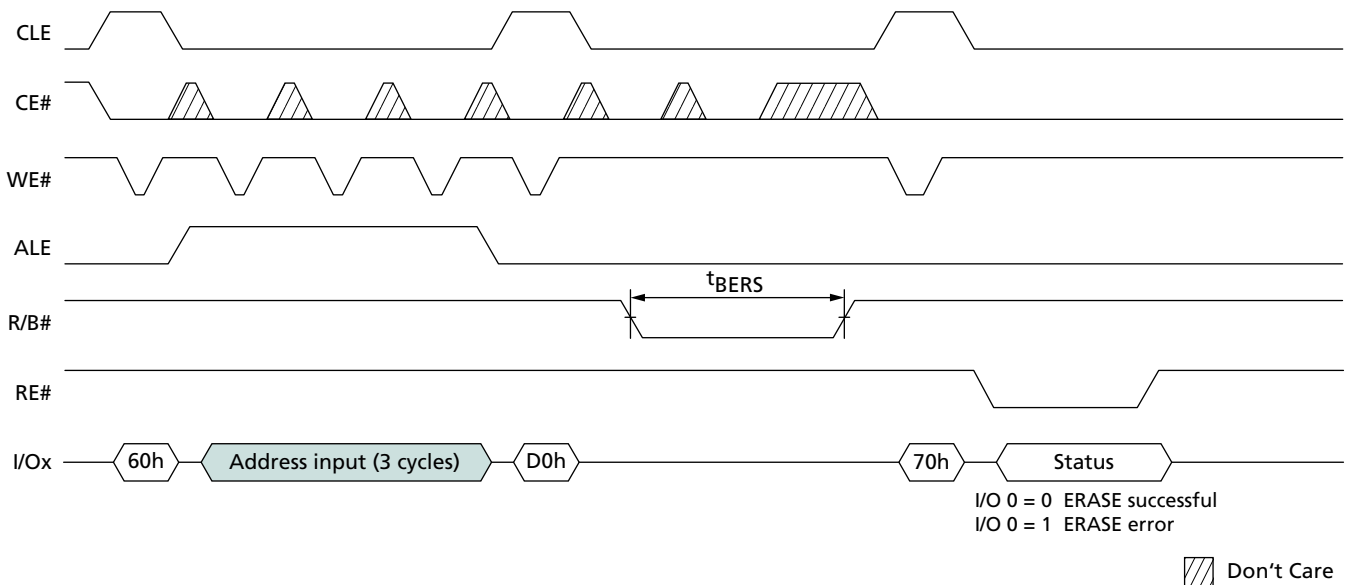 CLE
CE#
WE#
ALE
tBERS
R/B#
RE#
I/Ox
60h
Address input (3 cycles)
D0h
70h
Status
I/O 0 = 0 ERASE successful
I/O 0 = 1 ERASE error
Don't Care